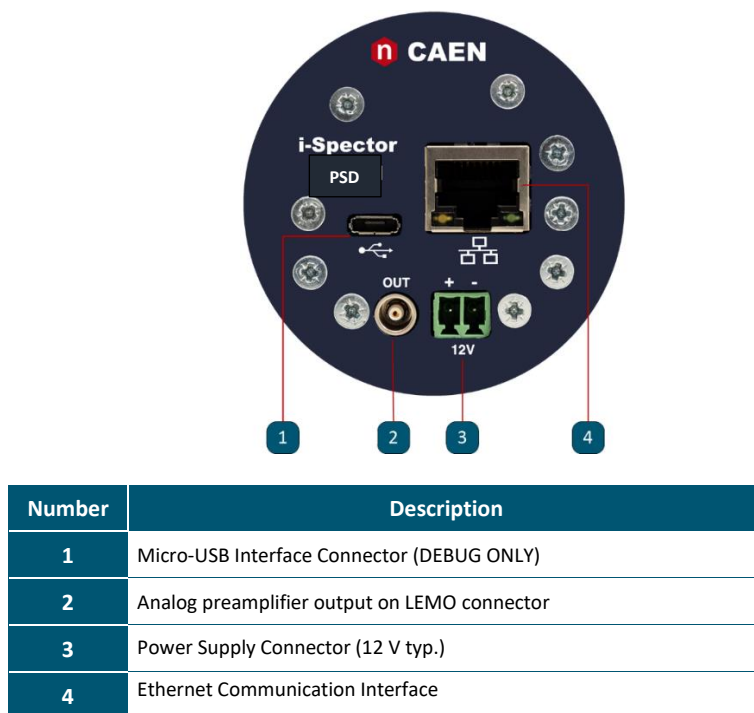 n CAEN
i-Spector
PSD
OUT
+ -
12V
1 2 3 4
Number Description
1 Micro-USB Interface Connector (DEBUG ONLY)
2 Analog preamplifier output on LEMO connector
3 Power Supply Connector (12 V typ.)
4 Ethernet Communication Interface